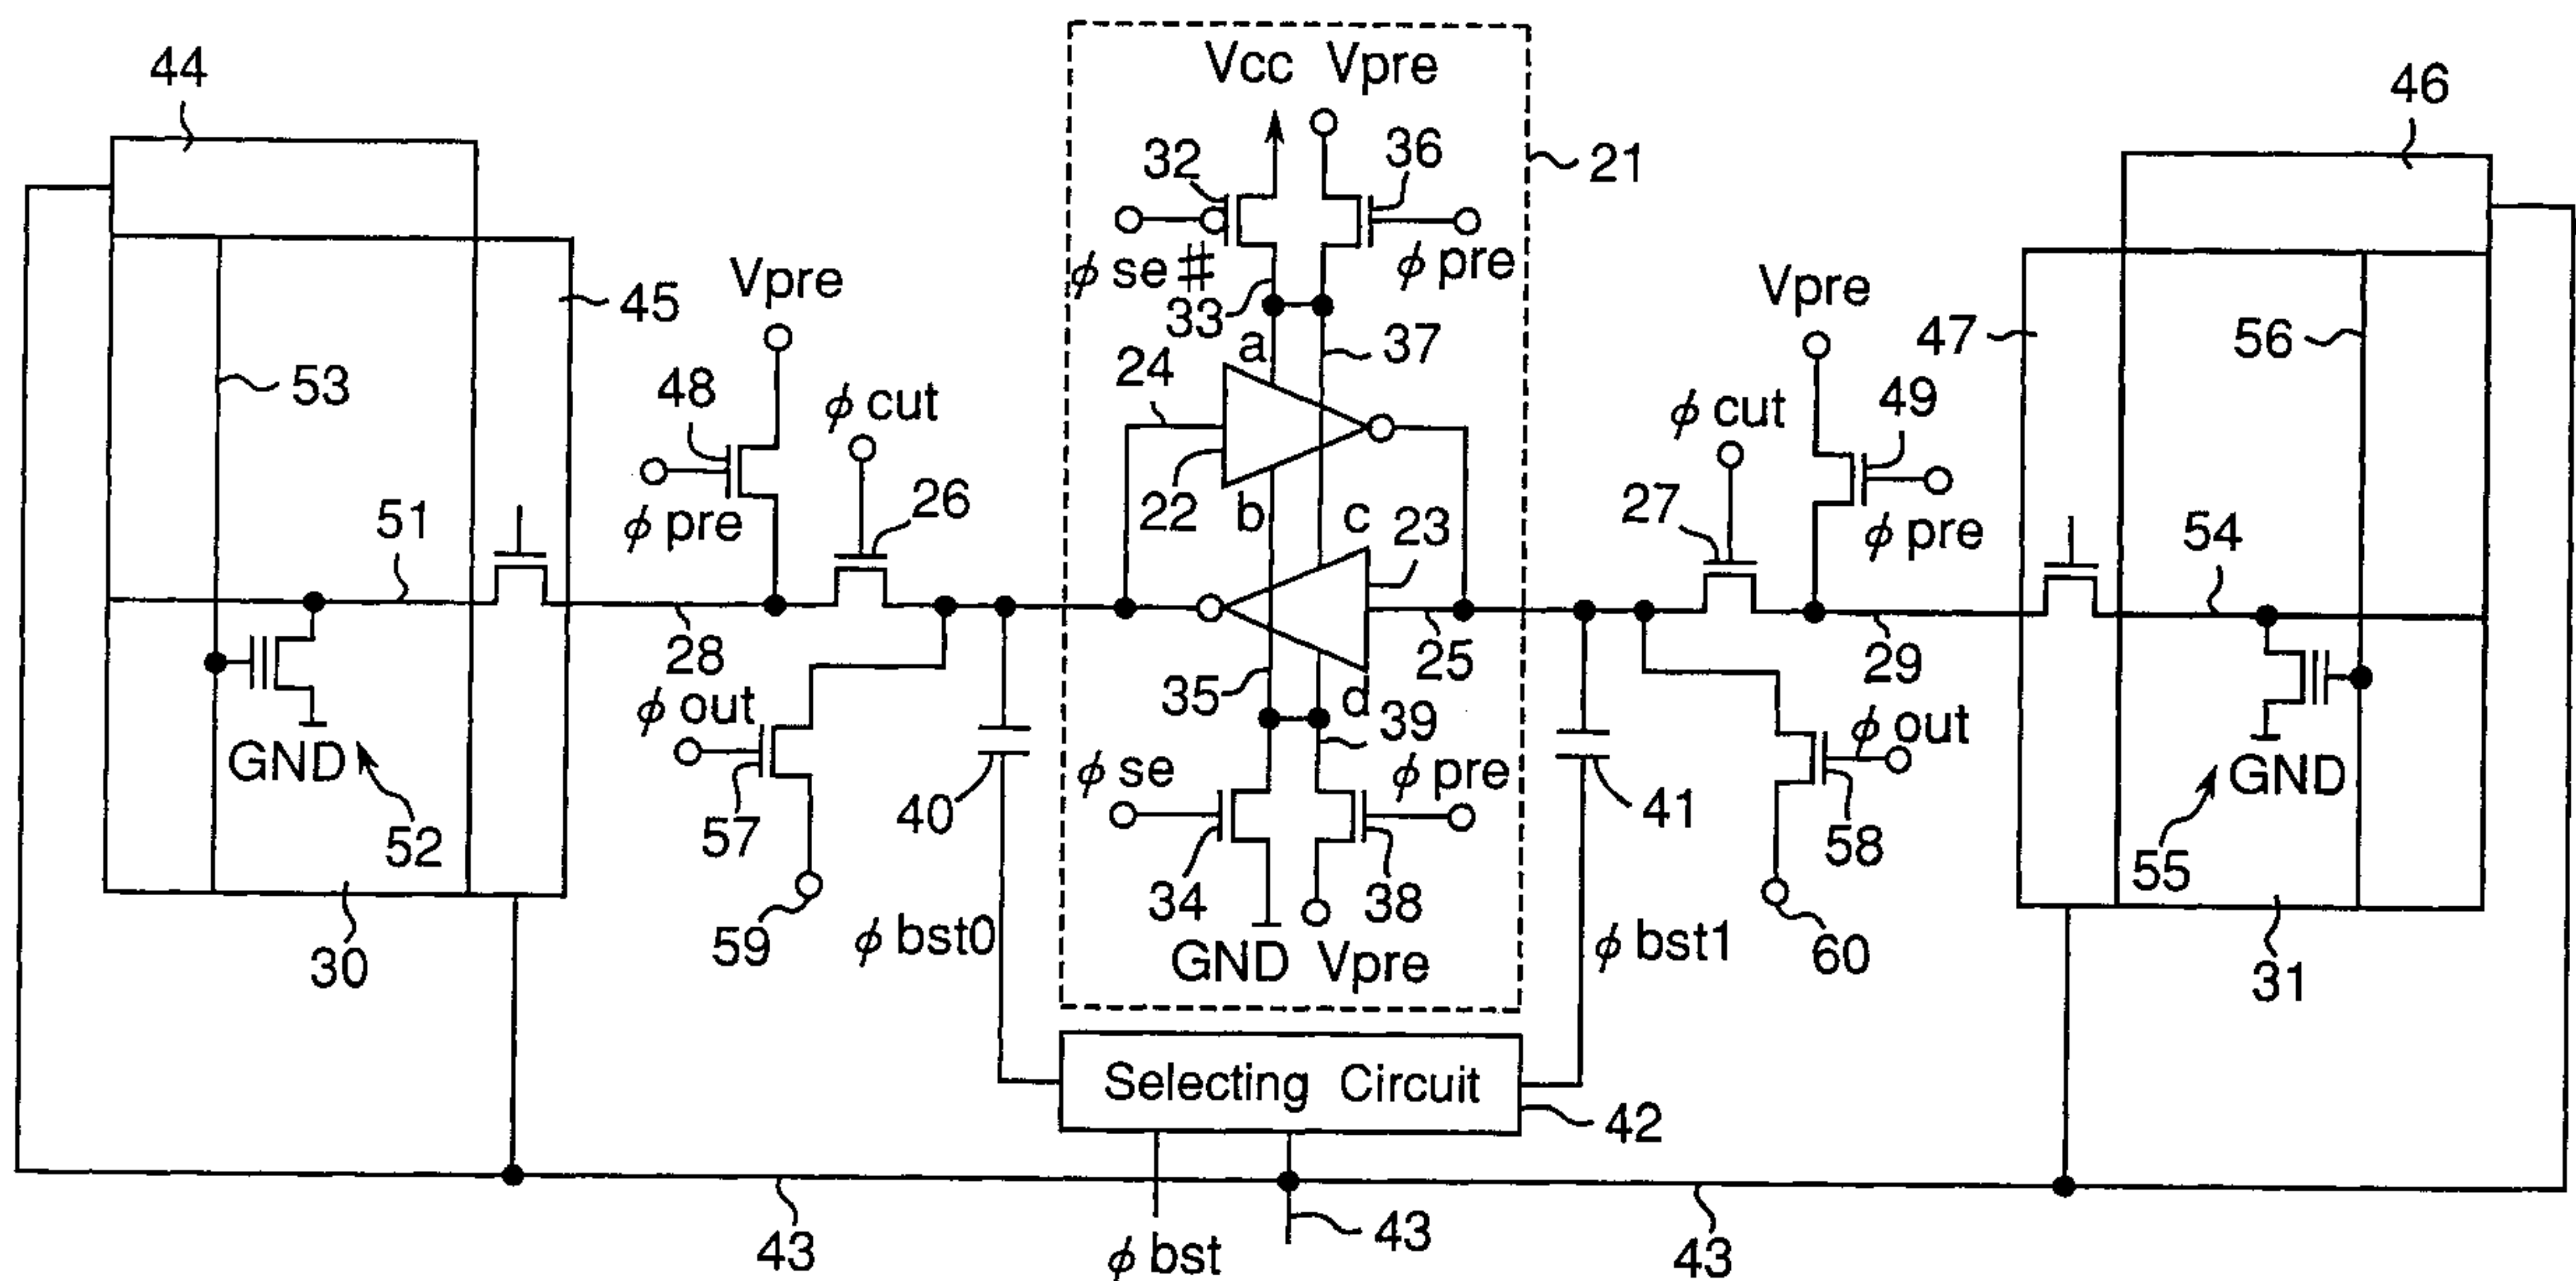 44
Vcc Vpre
46
32
36
21
φ se #
φ pre
33
45
Vpre
Vpre
a
37
47
56
53
24
48
φ cut
φ cut
49
22
b
c
23
φ pre
26
27
φ pre
51
54
28
25
29
35
d
39
φ out
φ out
GND
φ se
φ pre
GND
52
57
40
41
58
55
34
38
59
φ bst0
φ bst1
60
30
GND Vpre
31
Selecting Circuit
42
43
φ bst
43
43